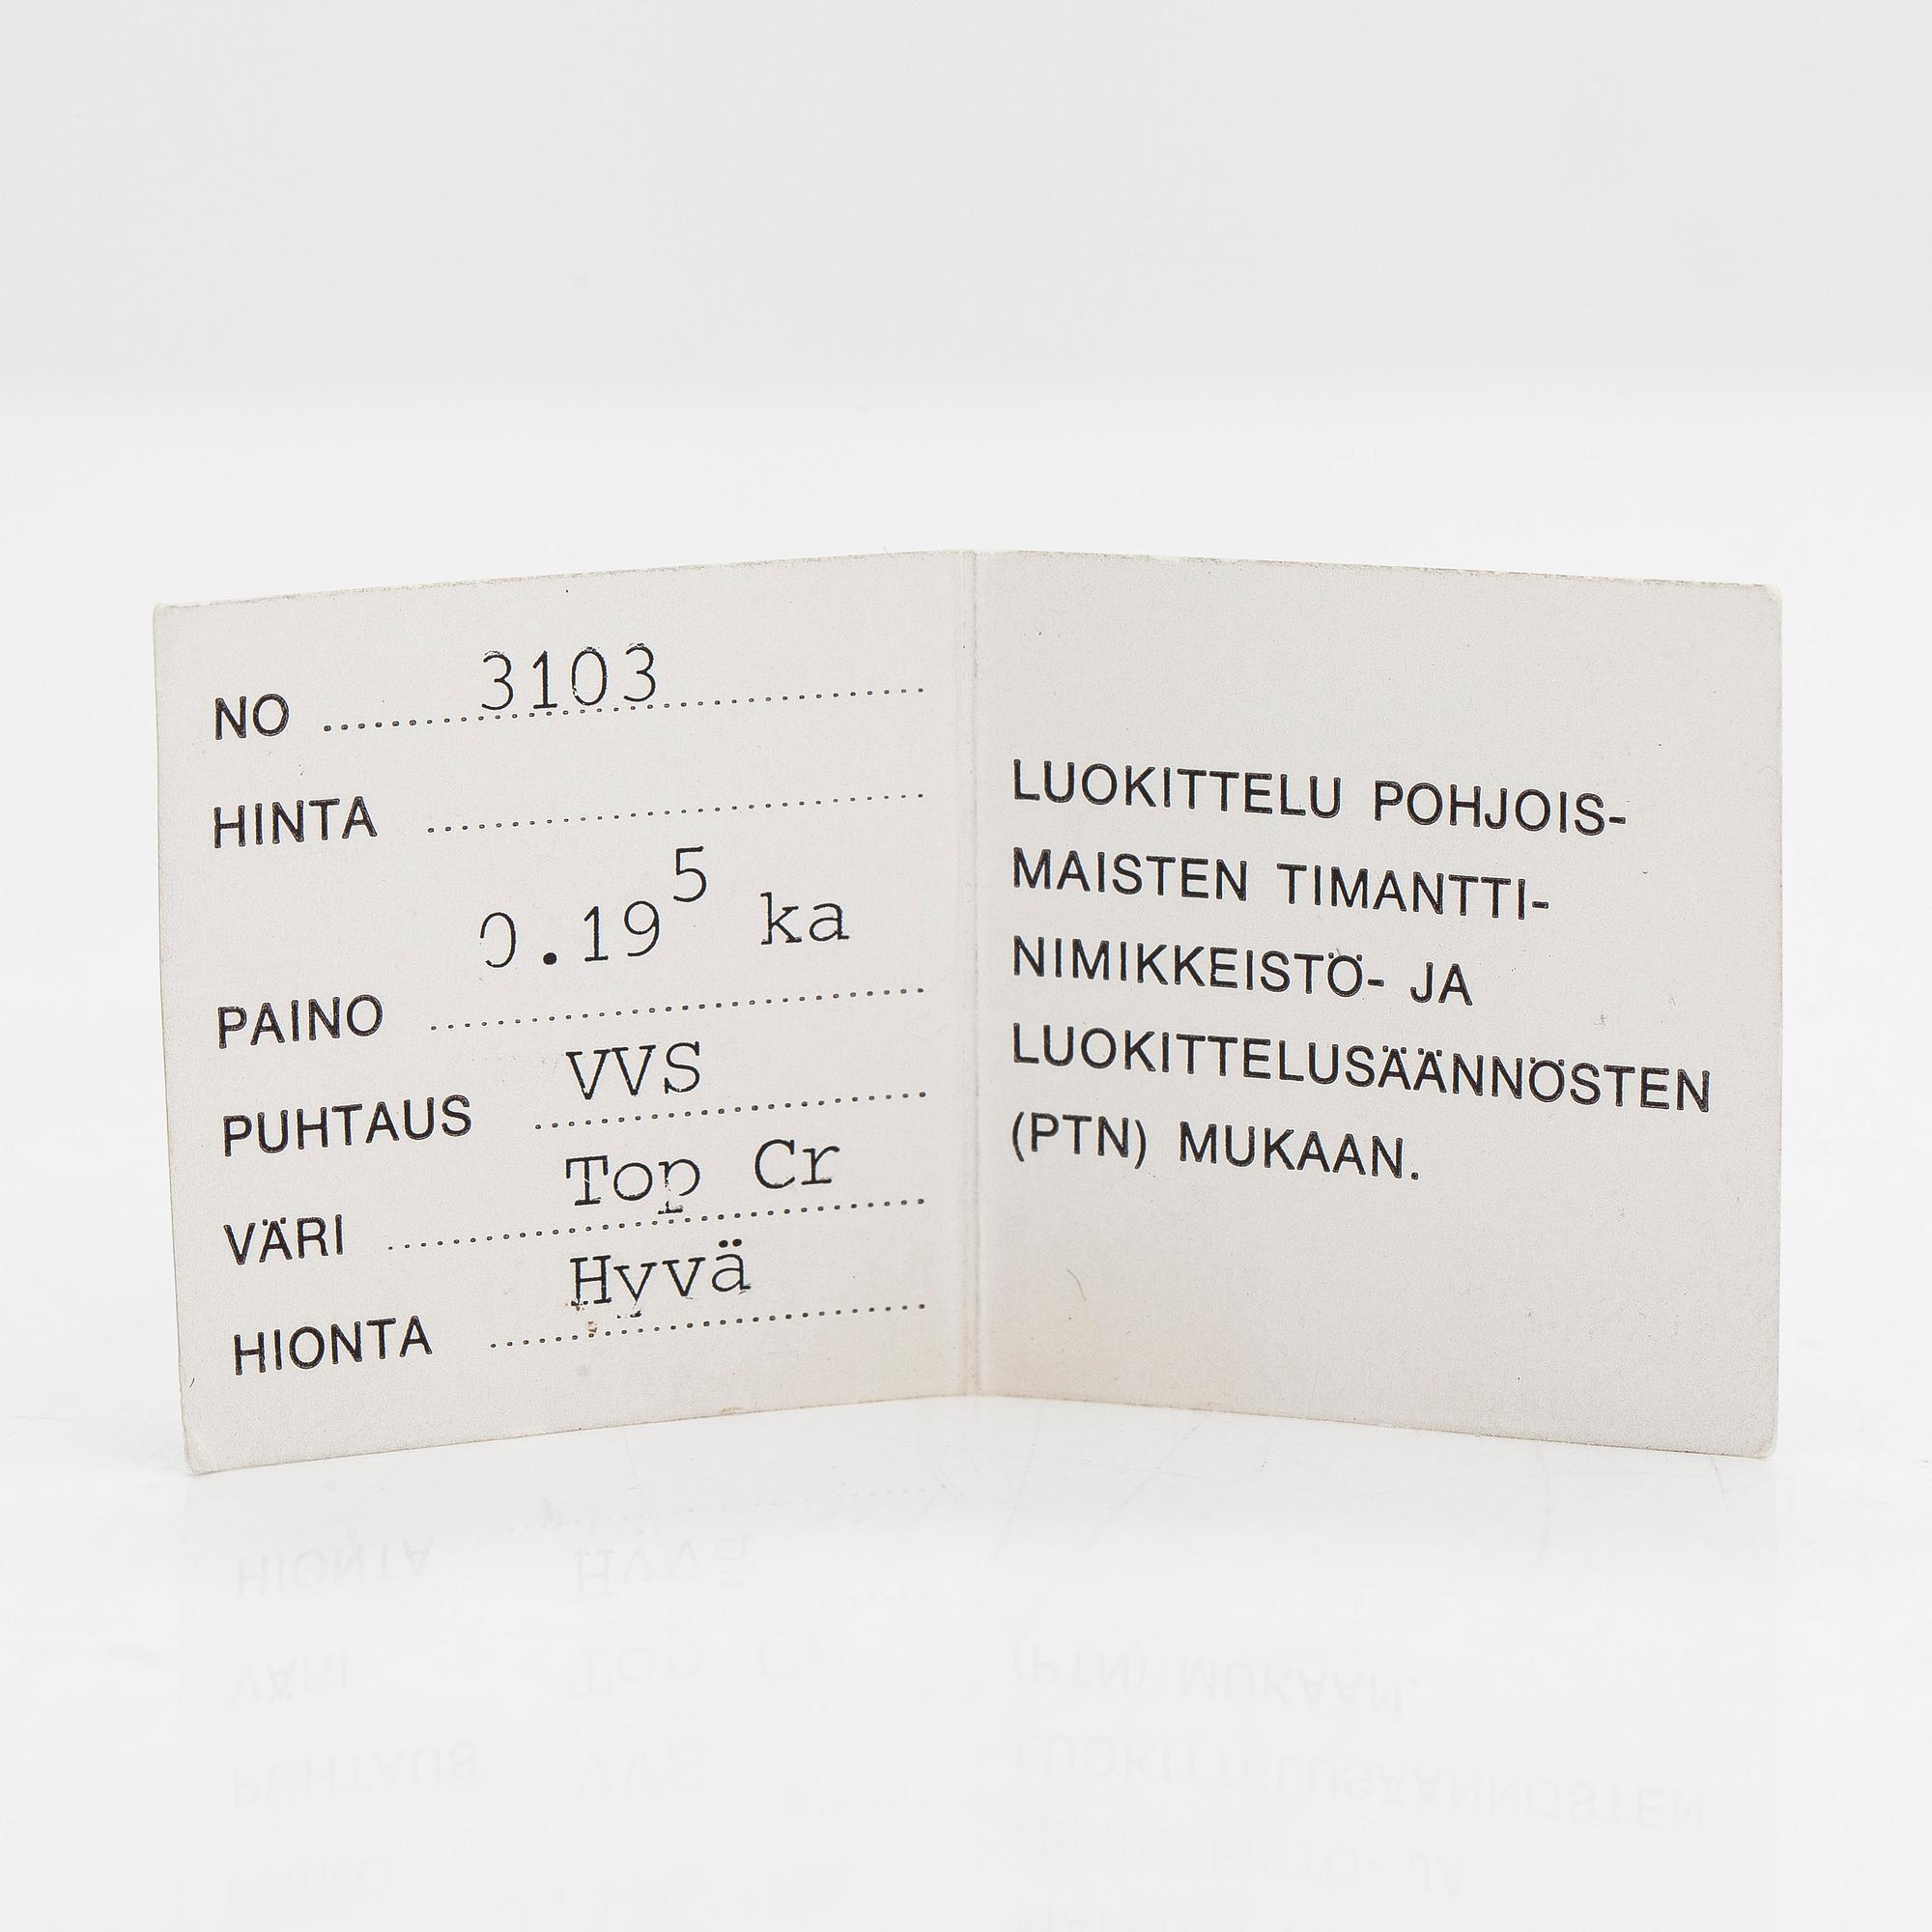 NO 3103
HINTA
PAINO 0.19⁵ ka
PUHTAUS VVS
VÄRI Top Cr
HIONTA Hyvä
LUOKITTELU POHJOIS-
MAISTEN TIMANTTI-
NIMIKKEISTÖ- JA
LUOKITTELUSÄÄNNÖSTEN
(PTN) MUKAAN.